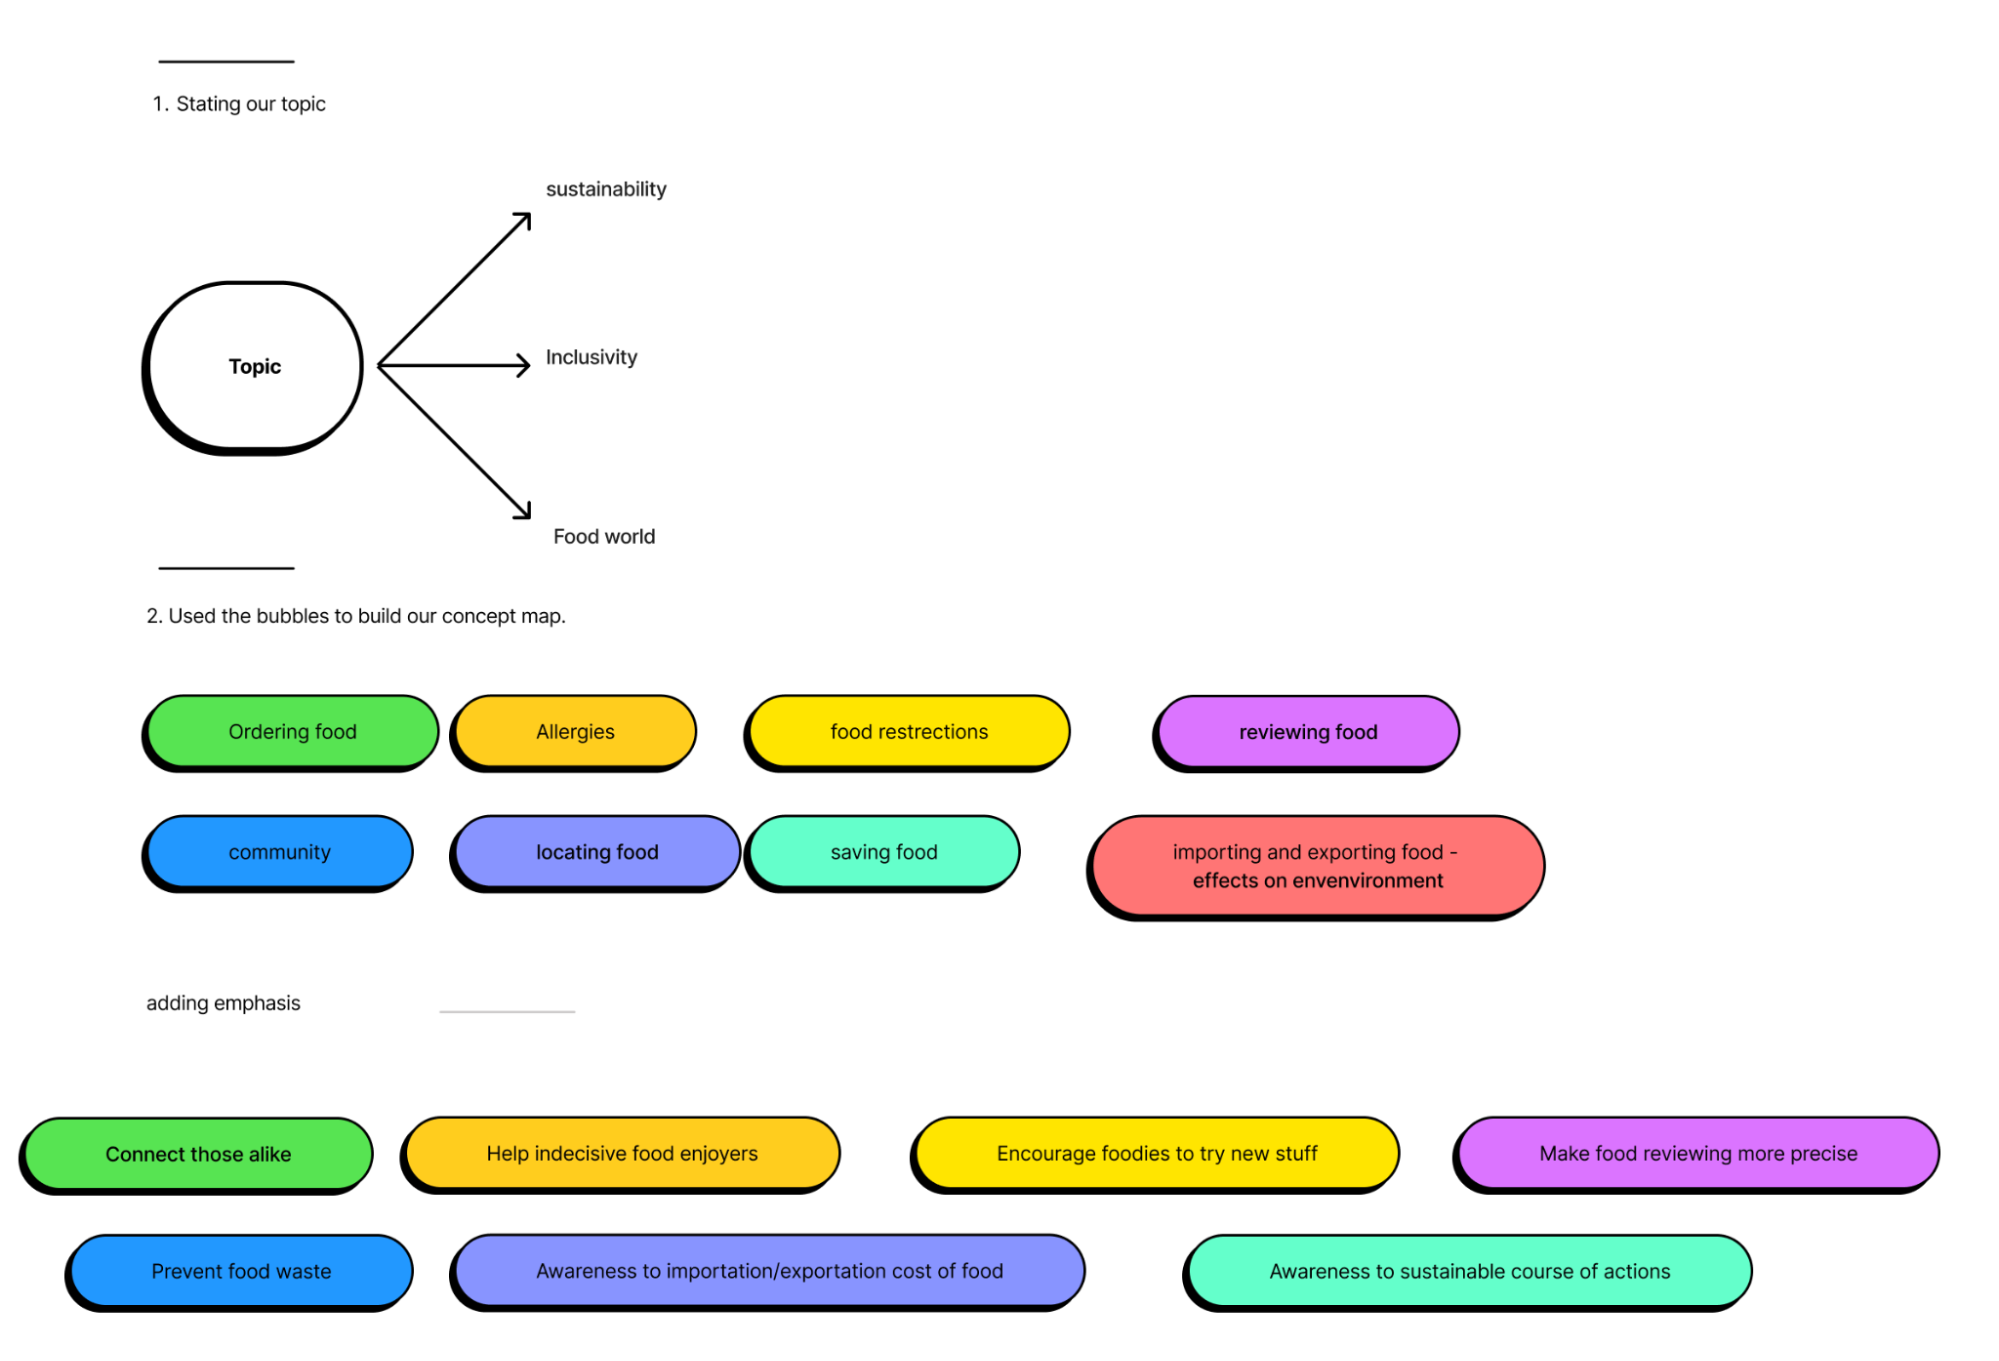 1. Stating our topic
sustainability
Topic
Inclusivity
Food world
2. Used the bubbles to build our concept map.
Ordering food
Allergies
food restrections
reviewing food
community
locating food
saving food
importing and exporting food -
effects on envenvironment
adding emphasis
Connect those alike
Help indecisive food enjoyers
Encourage foodies to try new stuff
Make food reviewing more precise
Prevent food waste
Awareness to importation/exportation cost of food
Awareness to sustainable course of actions